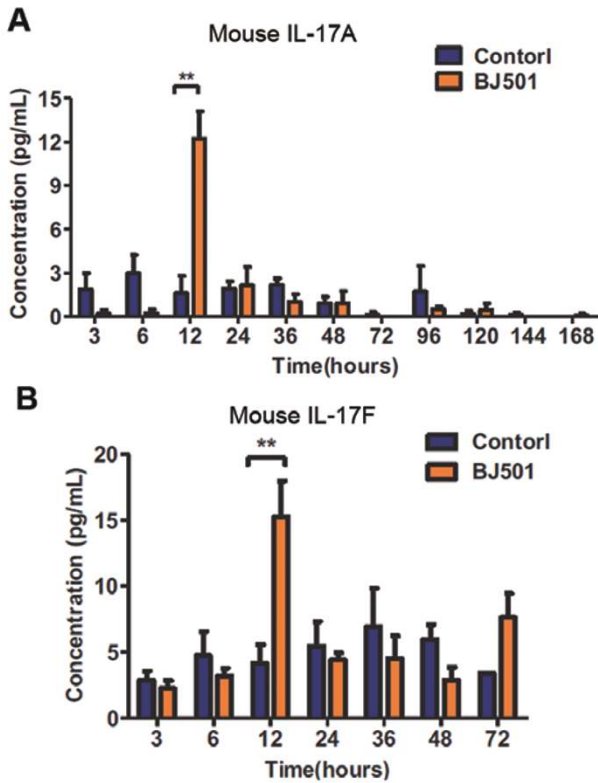 A
Mouse IL-17A
Contorl
BJ501
**
Concentration (pg/mL)
15
12
9
6
3
0
3 6 12 24 36 48 72 96 120 144 168
Time(hours)
B
Mouse IL-17F
Contorl
BJ501
**
Concentration (pg/mL)
20
15
10
5
0
3 6 12 24 36 48 72
Time(hours)